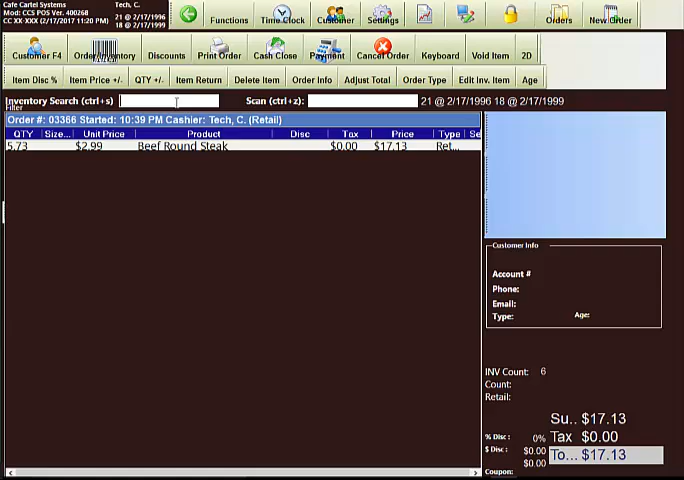 Cafe Cartel Systems
Mod: CCS POS Ver. 400268
CC XX-XXX (2/17/2017 11:20 PM)
Tech, C.
21 @ 2/17/1996
18 @ 2/17/1999
Functions Time Clock Customer Settings Orders New Order
Customer F4 Order/Inventory Discounts Print Order Cash Close Payment Cancel Order Keyboard Void Item 2D
Item Disc % Item Price +/- QTY +/- Item Return Delete Item Order Info Adjust Total Order Type Edit Inv. Item Age
Inventory Search (ctrl+s) Scan (ctrl+z): 21 @ 2/17/1996 18 @ 2/17/1999
Filter
Order #: 03366 Started: 10:39 PM Cashier: Tech, C. (Retail)
QTY Size... Unit Price Product Disc Tax Price Type Se
5.73 $2.99 Beef Round Steak $0.00 $17.13 Ret...
Customer Info
Account #
Phone:
Email:
Type: Age:
INV Count: 6
Count:
Retail:
Su.. $17.13
% Disc : 0% Tax $0.00
$ Disc: $0.00 To... $17.13
$0.00
Coupon: